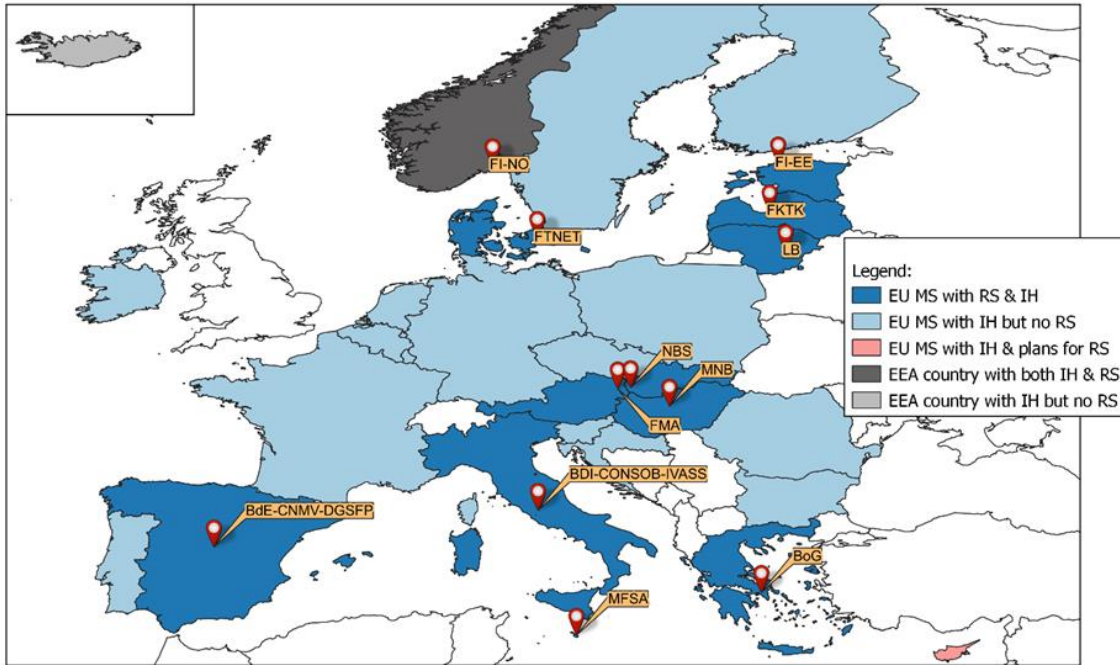 FI-NO
FI-EE
FKTK
FTNET
LB
Legend:
EU MS with RS & IH
EU MS with IH but no RS
EU MS with IH & plans for RS
EEA country with both IH & RS
EEA country with IH but no RS
NBS
MNB
FMA
BDI-CONSOB-IVASS
BdE-CNMV-DGSFP
BoG
MFSA